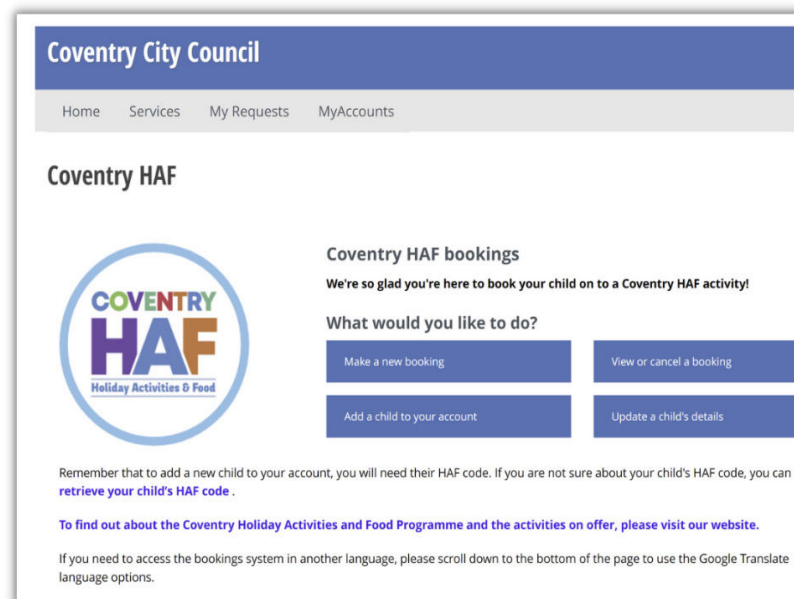 Coventry City Council
Home Services My Requests MyAccounts
Coventry HAF
COVENTRY
HAF
Holiday Activities & Food
Coventry HAF bookings
We're so glad you're here to book your child on to a Coventry HAF activity!
What would you like to do?
Make a new booking View or cancel a booking
Add a child to your account Update a child's details
Remember that to add a new child to your account, you will need their HAF code. If you are not sure about your child's HAF code, you can
retrieve your child's HAF code .
To find out about the Coventry Holiday Activities and Food Programme and the activities on offer, please visit our website.
If you need to access the bookings system in another language, please scroll down to the bottom of the page to use the Google Translate
language options.